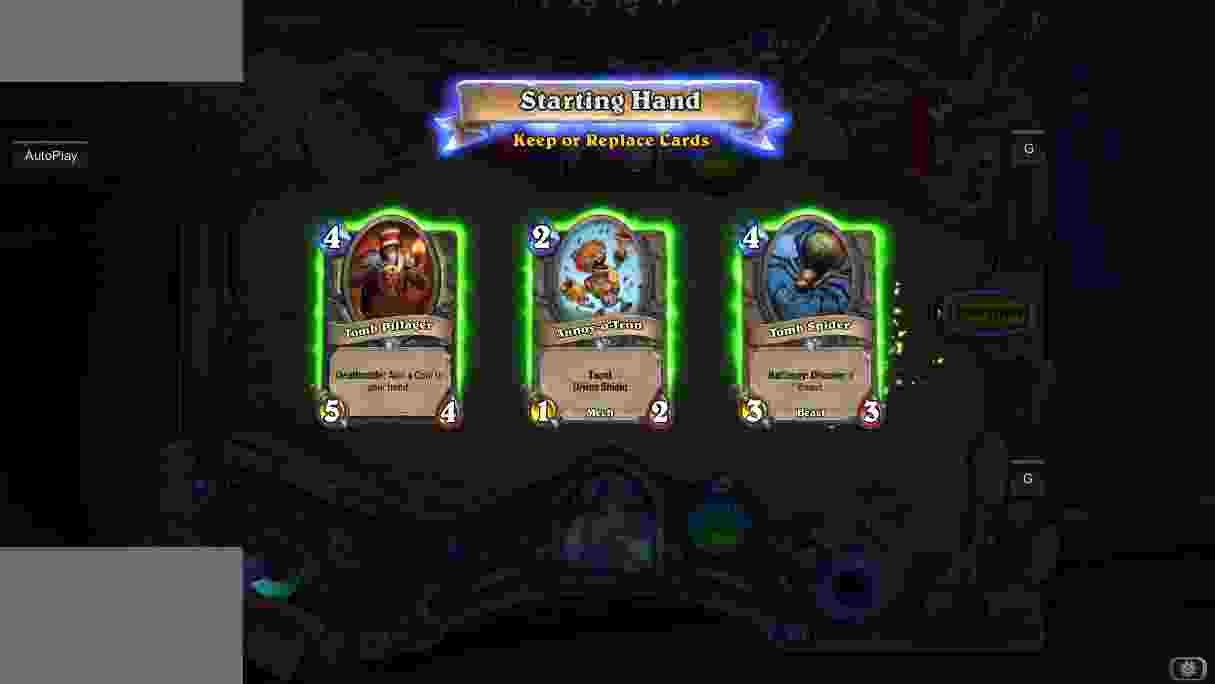 Starting Hand
Keep or Replace Cards
AutoPlay
G
4
2
4
Tomb Pillager
Annoy-o-Tron
Tomb Spider
Deathrattle: Add a Coin to
your hand.
Taunt
Divine Shield
Battlecry: Discover a
Beast.
5
4
1
Mech
2
3
Beast
3
G